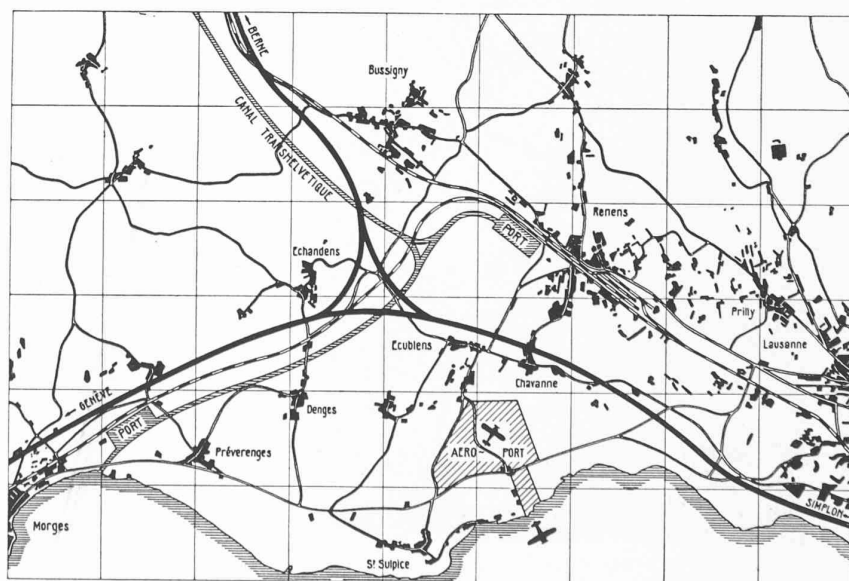 BERNE
Bussigny
CANAL TRANSHELVETIQUE
Renens
PORT
Echandens
Prilly
Lausanne
Ecublens
Chavanne
GENÈVE
Denges
PORT
AERO-PORT
Préverenges
SIMPLON
Morges
St Sulpice